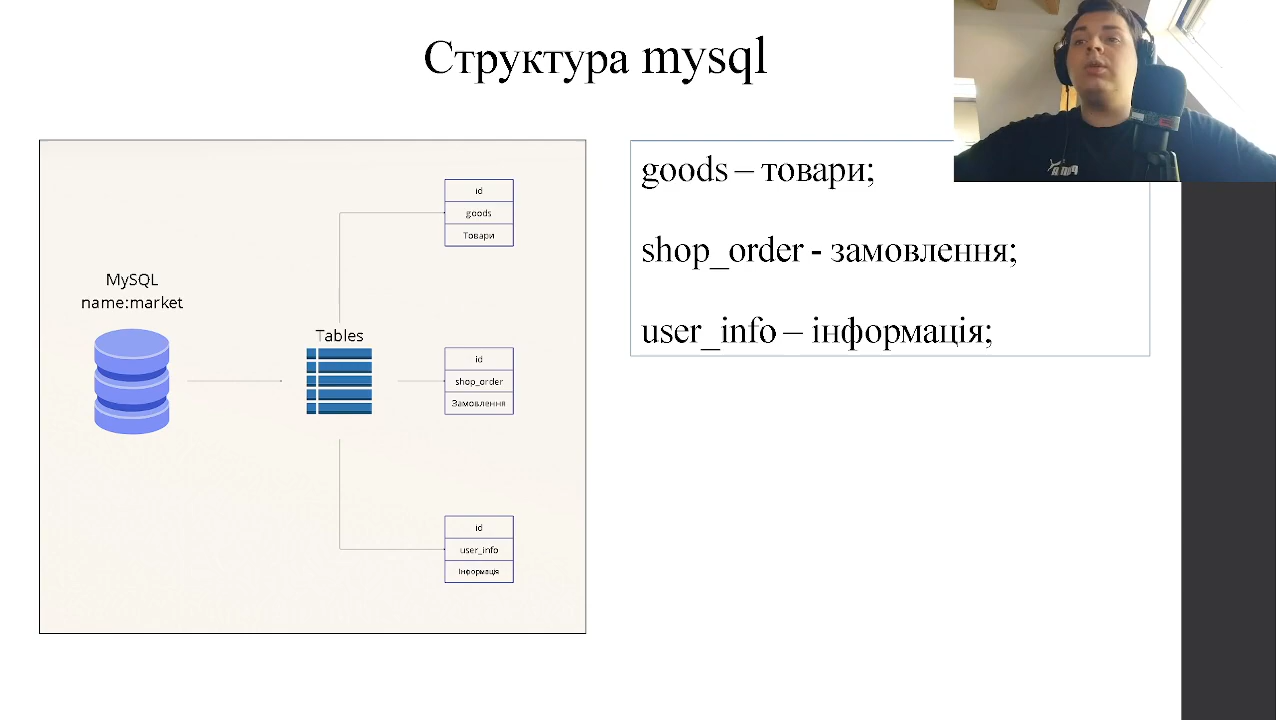 Структура mysql
id
goods
Товари
MySQL
name:market
Tables
id
shop_order
Замовлення
id
user_info
Інформація
goods – товари;
shop_order - замовлення;
user_info – інформація;